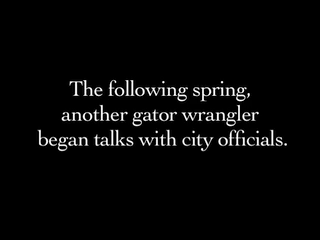 The following spring,
another gator wrangler
began talks with city officials.